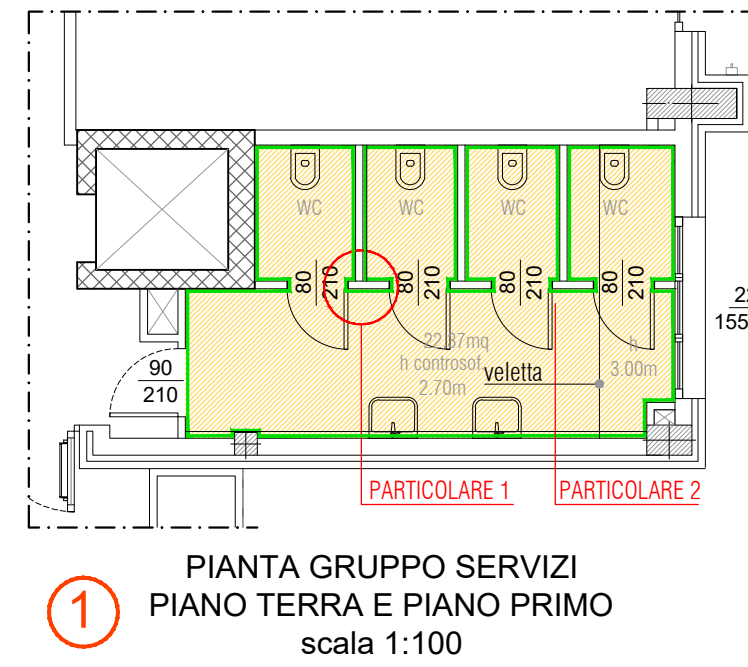 WC WC WC WC
80 210 80 210 80 210 80 210
22
155
22.87mq
h controsof.
2.70m
veletta
h
3.00m
90
210
PARTICOLARE 1
PARTICOLARE 2
1
PIANTA GRUPPO SERVIZI
PIANO TERRA E PIANO PRIMO
scala 1:100